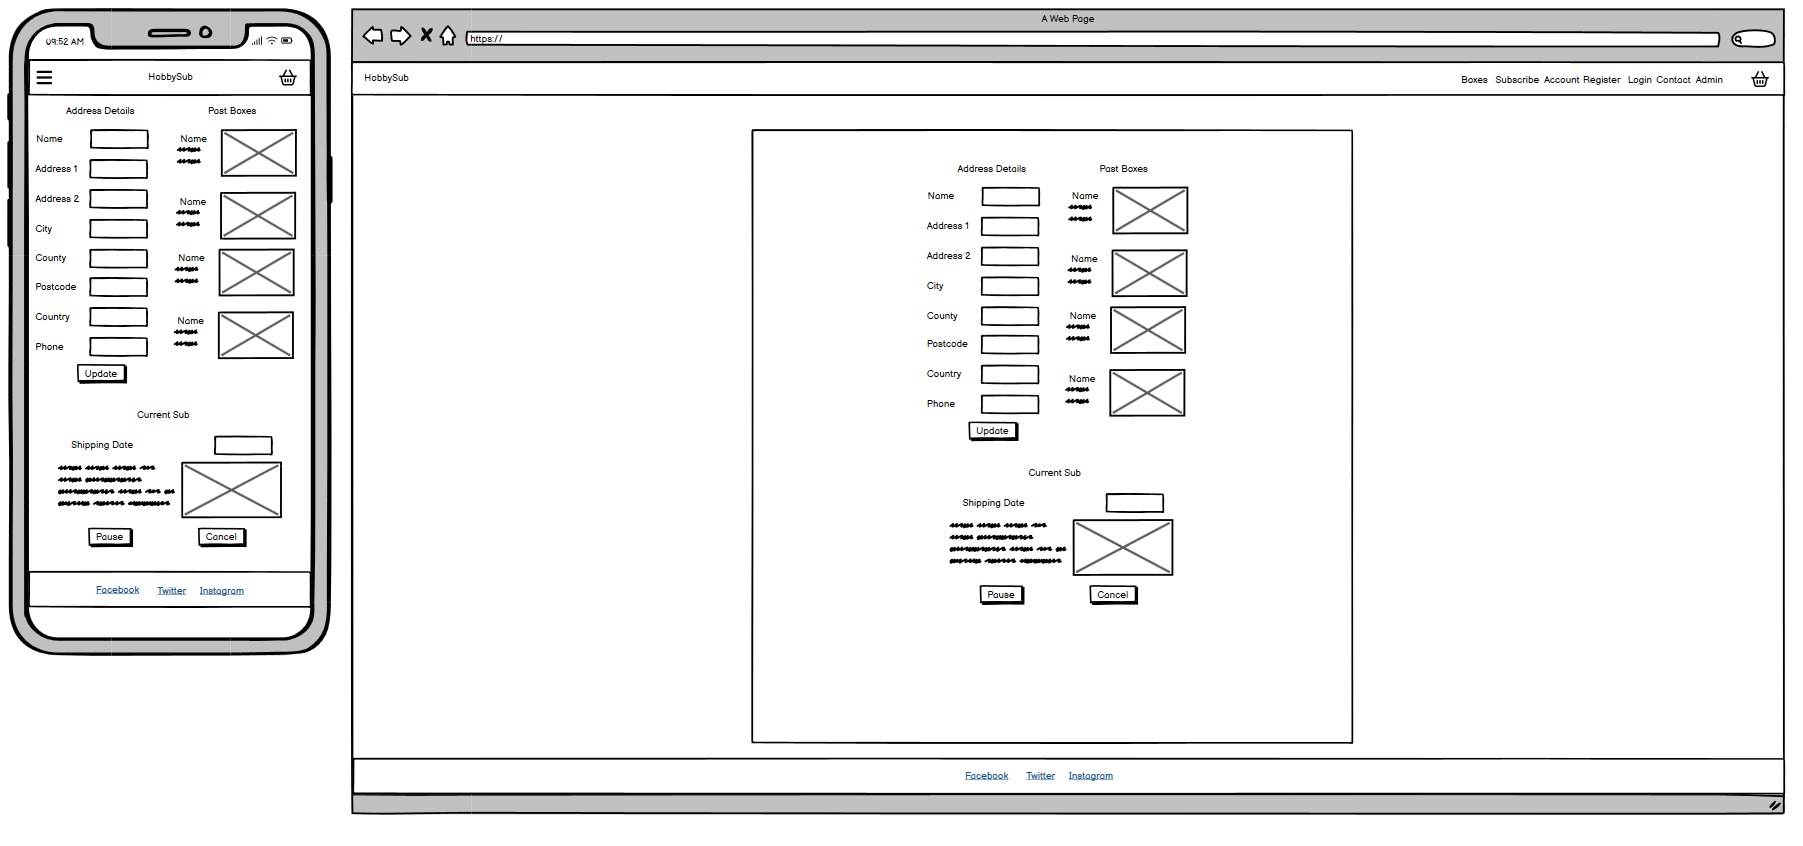 09:52 AM
HobbySub
Address Details Past Boxes
Name Name
Address 1
Address 2 Name
City
County Name
Postcode
Country Name
Phone
Update
Current Sub
Shipping Date
Pause Cancel
Facebook Twitter Instagram
A Web Page
https://
HobbySub Boxes Subscribe Account Register Login Contact Admin
Address Details Past Boxes
Name Name
Address 1
Address 2 Name
City
County Name
Postcode
Country Name
Phone
Update
Current Sub
Shipping Date
Pause Cancel
Facebook Twitter Instagram